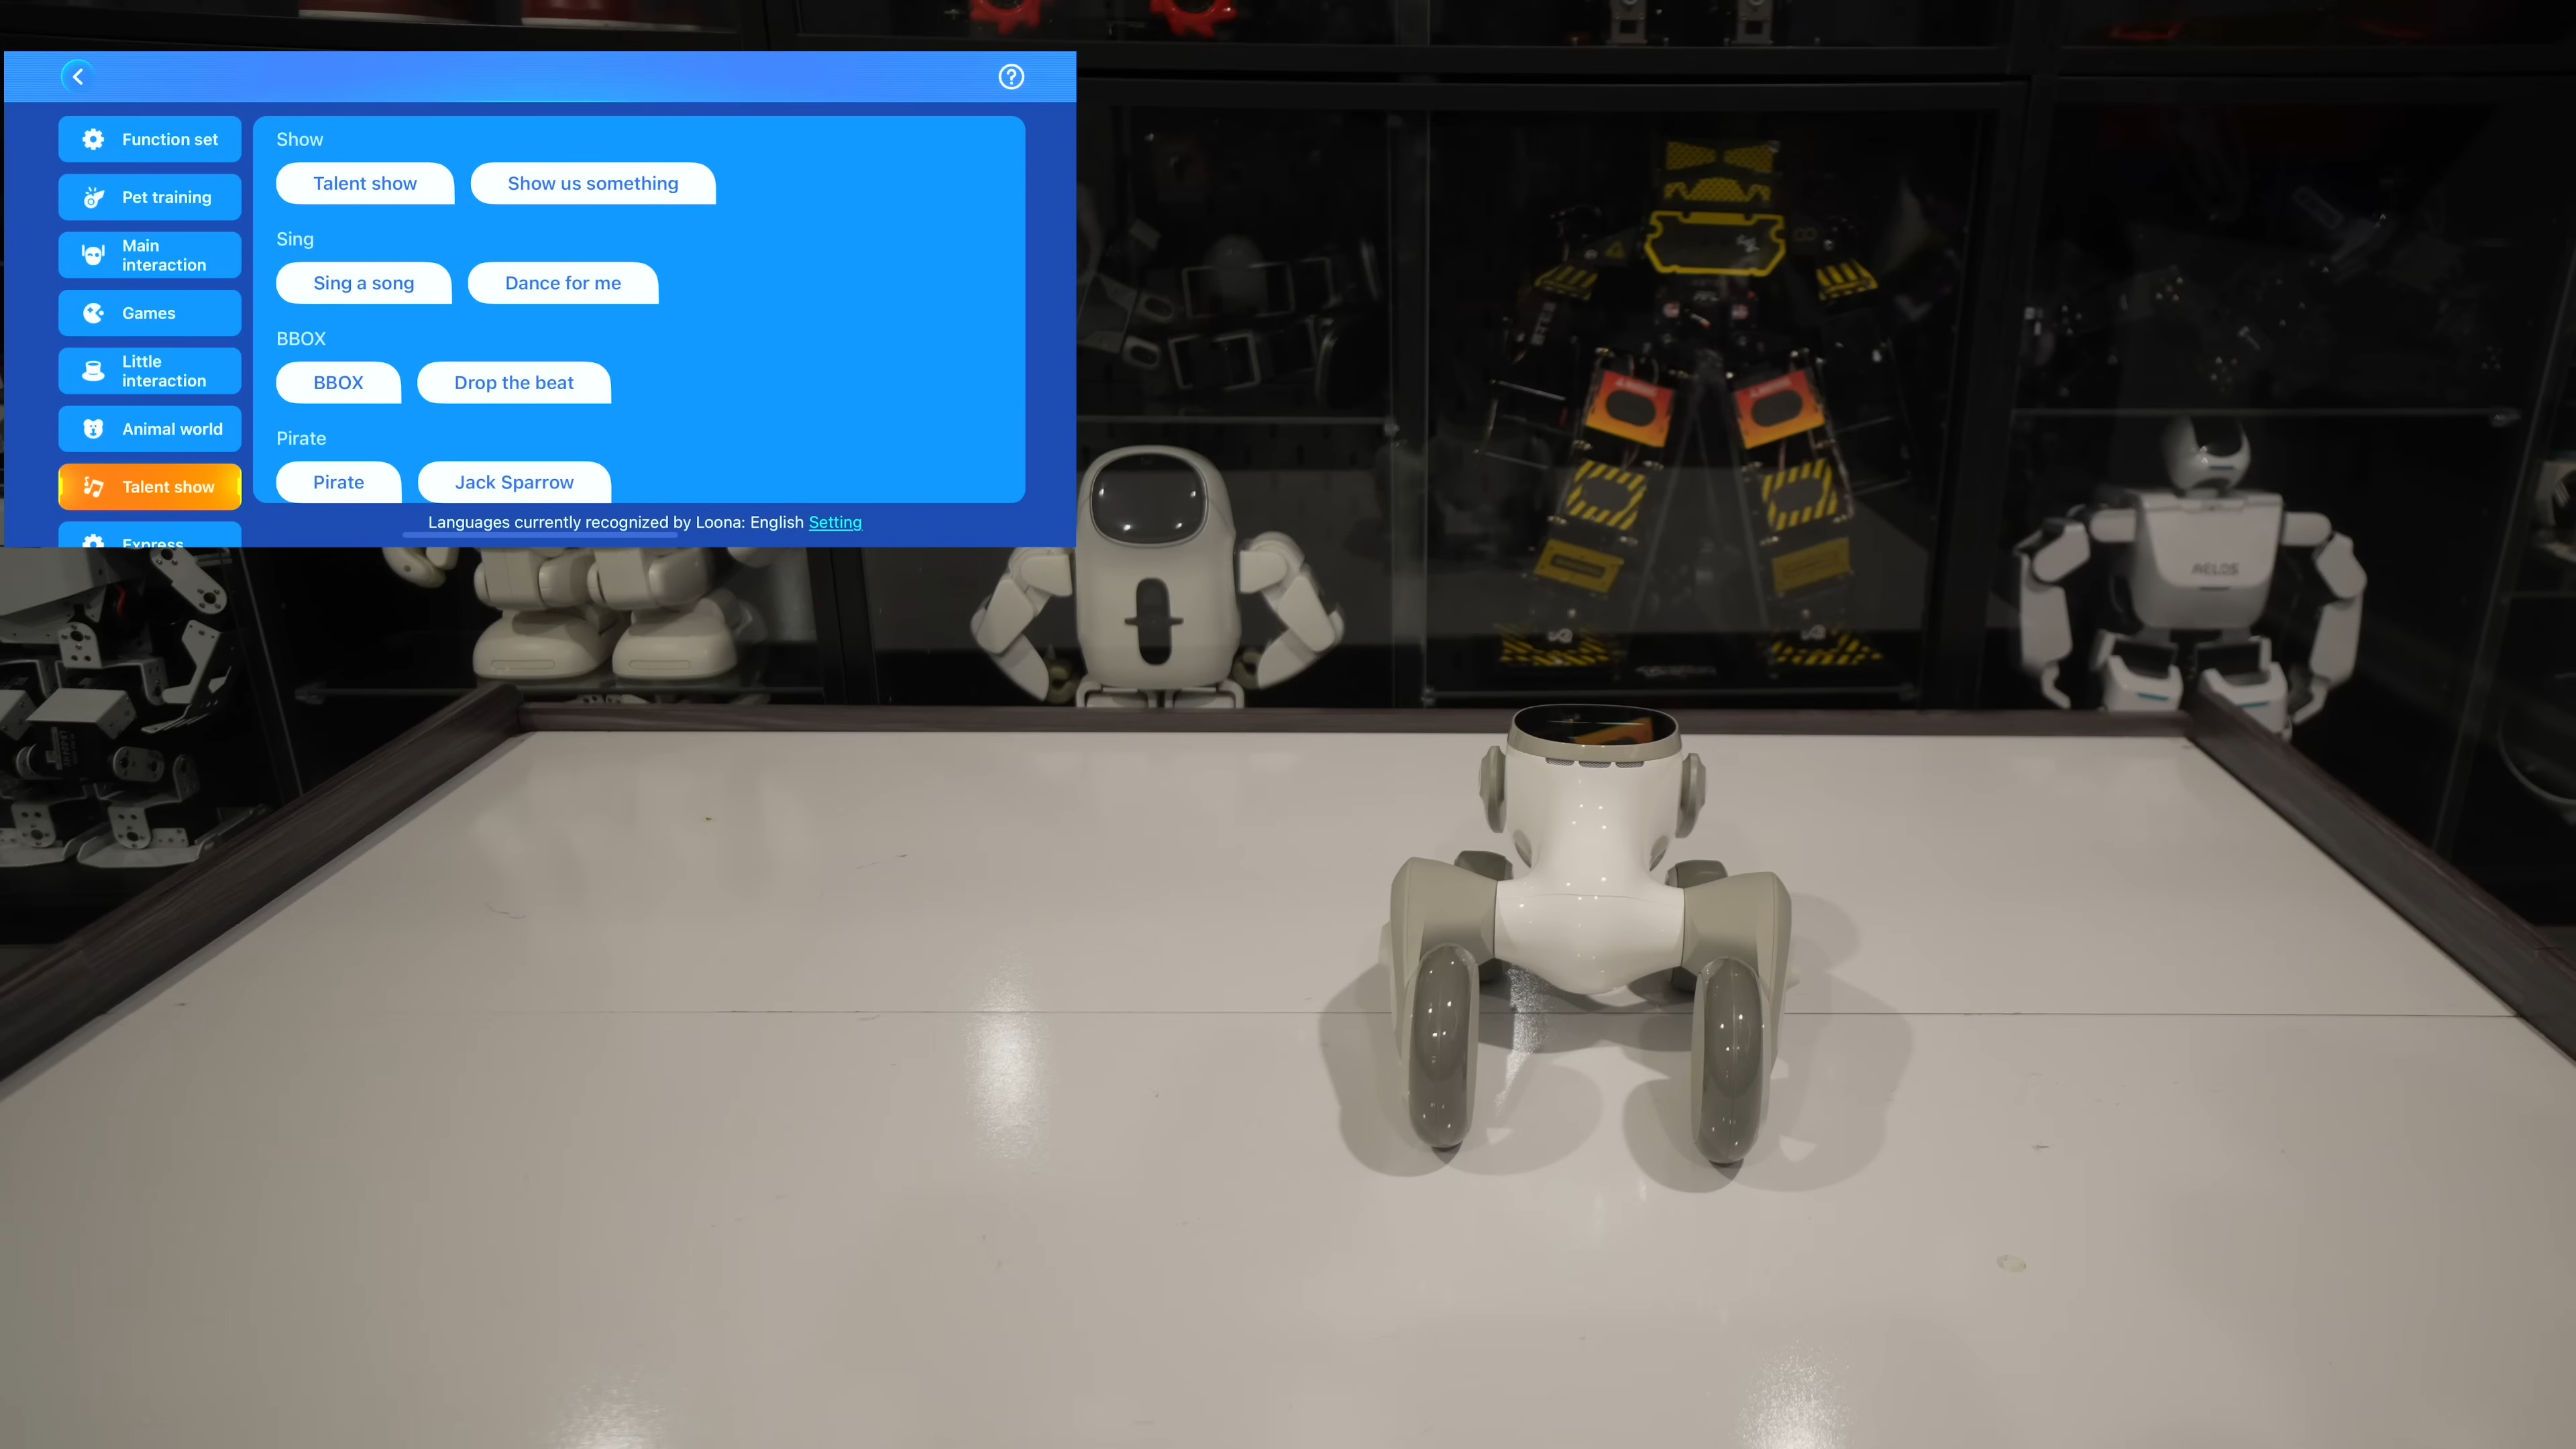 Function set
Pet training
Main
interaction
Games
Little
interaction
Animal world
Talent show
Express
Show
Talent show
Show us something
Sing
Sing a song
Dance for me
BBOX
BBOX
Drop the beat
Pirate
Pirate
Jack Sparrow
Languages currently recognized by Loona: English Setting
AELOS